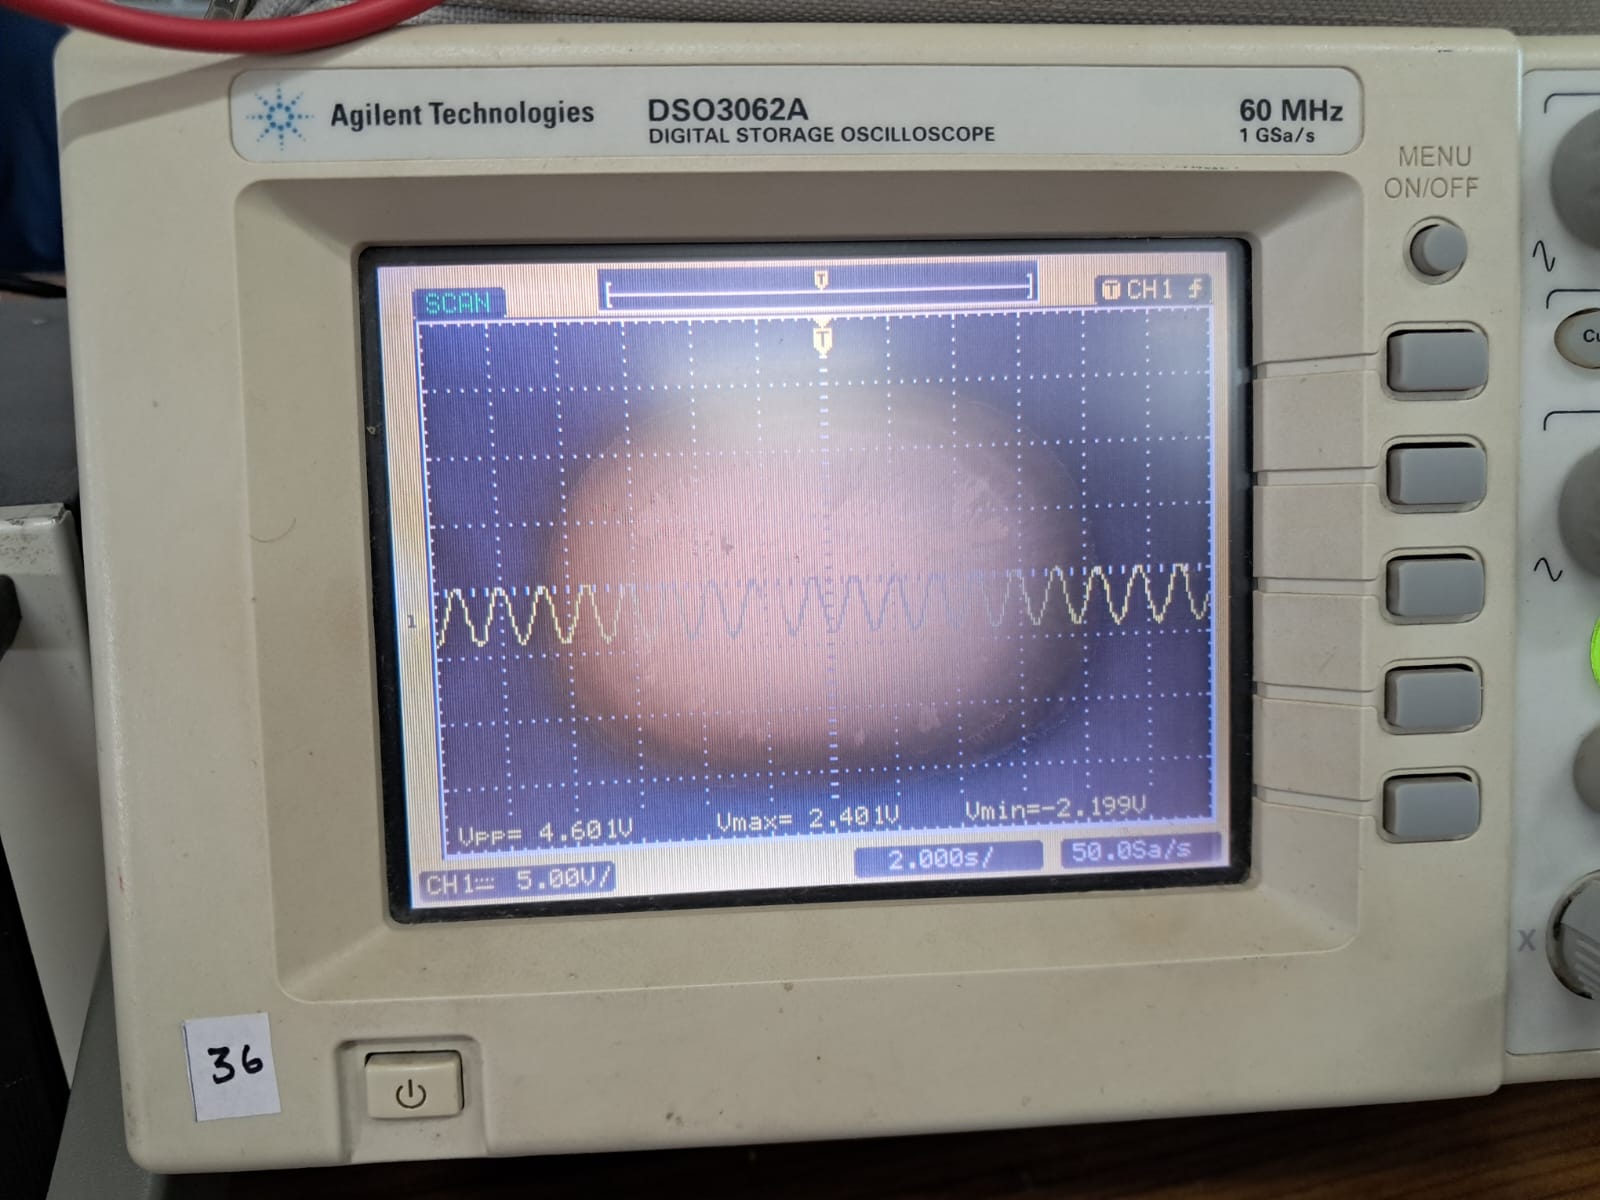 Agilent Technologies
DSO3062A
DIGITAL STORAGE OSCILLOSCOPE
60 MHz
1 GSa/s
MENU
ON/OFF
SCAN
T
T CH1
T
1
Vpp= 4.601V
Vmax= 2.401V
Vmin=-2.199V
CH1 5.00V/
2.000s/
50.0Sa/s
X
36